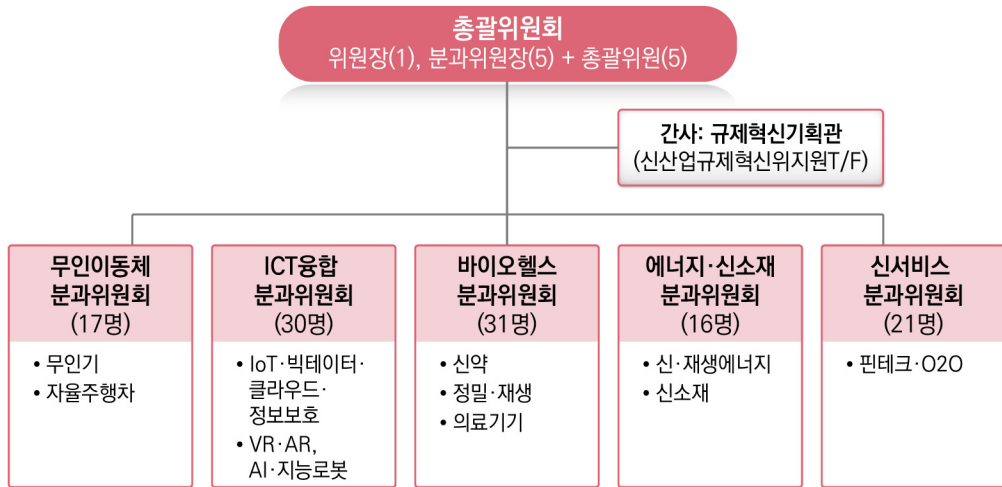 총괄위원회
위원장(1), 분과위원장(5) + 총괄위원(5)
간사: 규제혁신기획관
(신산업규제혁신위지원T/F)
무인이동체
분과위원회
(17명)
• 무인기
• 자율주행차
ICT융합
분과위원회
(30명)
• IoT·빅테이터·
클라우드·
정보보호
• VR·AR,
AI·지능로봇
바이오헬스
분과위원회
(31명)
• 신약
• 정밀·재생
• 의료기기
에너지·신소재
분과위원회
(16명)
• 신·재생에너지
• 신소재
신서비스
분과위원회
(21명)
• 핀테크·O2O